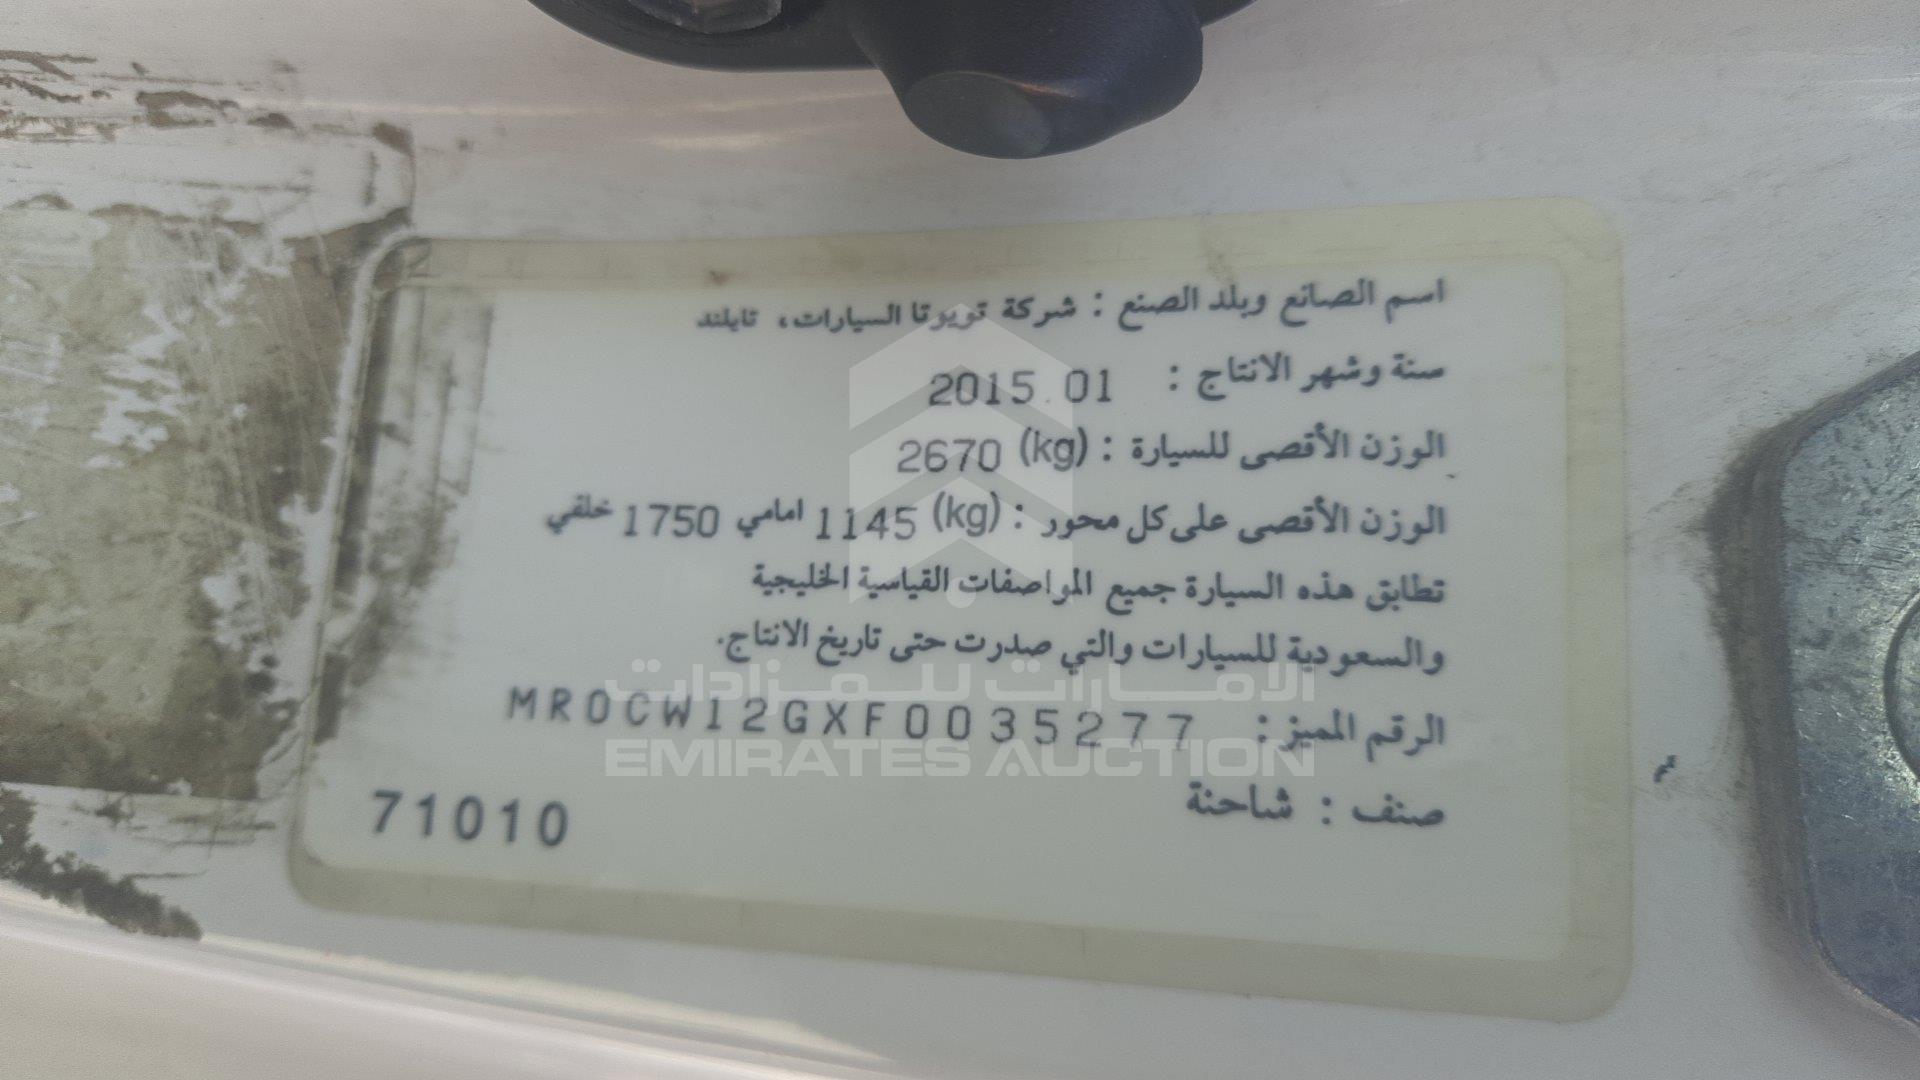 اسم الصانع وبلد الصنع : شركة تويوتا السيارات، تايلند
سنة وشهر الانتاج : 2015.01
الوزن الأقصى للسيارة : (kg) 2670
الوزن الأقصى على كل محور : (kg) 1145 امامي 1750 خلفي
تطابق هذه السيارة جميع المواصفات القياسية الخليجية
والسعودية للسيارات والتي صدرت حتى تاريخ الانتاج.
الامارات للمزادات
الرقم المميز : MR0CW12GXF0035277
EMIRATES AUCTION
صنف : شاحنة
71010